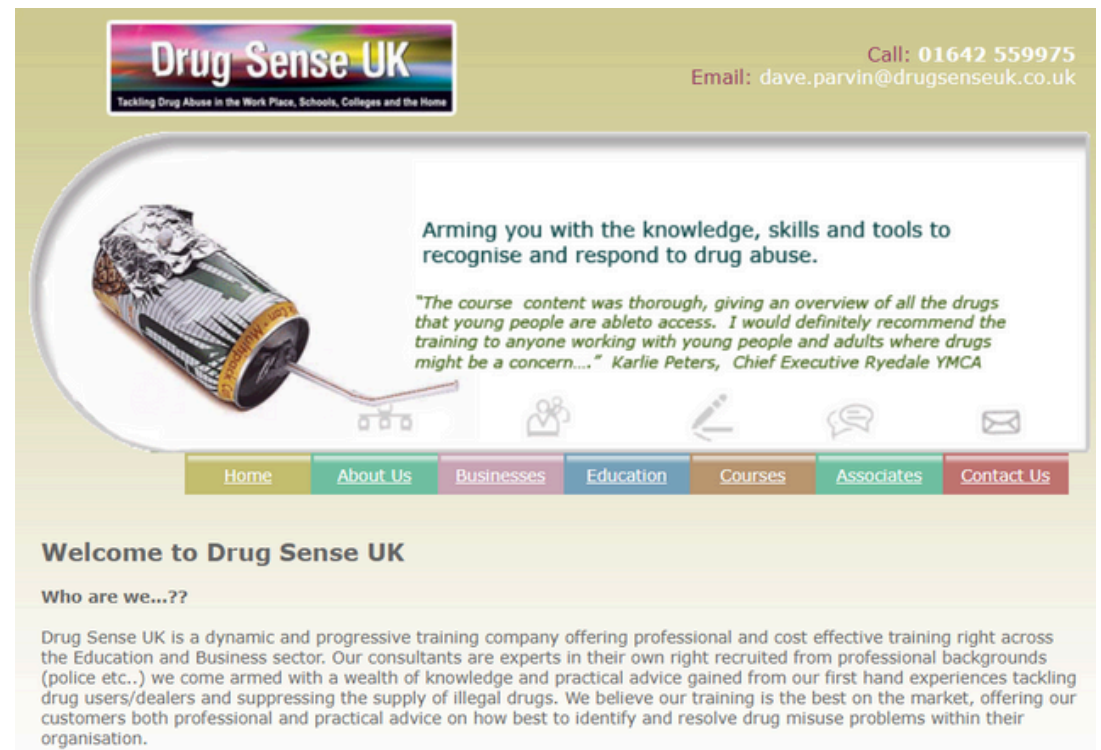 Drug Sense UK
Tackling Drug Abuse in the Work Place, Schools, Colleges and the Home
Call: 01642 559975
Email: dave.parvin@drugsenseuk.co.uk
Arming you with the knowledge, skills and tools to
recognise and respond to drug abuse.
"The course content was thorough, giving an overview of all the drugs
that young people are ableto access. I would definitely recommend the
training to anyone working with young people and adults where drugs
might be a concern...." Karlie Peters, Chief Executive Ryedale YMCA
Multipack
Home About Us Businesses Education Courses Associates Contact Us
Welcome to Drug Sense UK
Who are we...??
Drug Sense UK is a dynamic and progressive training company offering professional and cost effective training right across
the Education and Business sector. Our consultants are experts in their own right recruited from professional backgrounds
(police etc..) we come armed with a wealth of knowledge and practical advice gained from our first hand experiences tackling
drug users/dealers and suppressing the supply of illegal drugs. We believe our training is the best on the market, offering our
customers both professional and practical advice on how best to identify and resolve drug misuse problems within their
organisation.